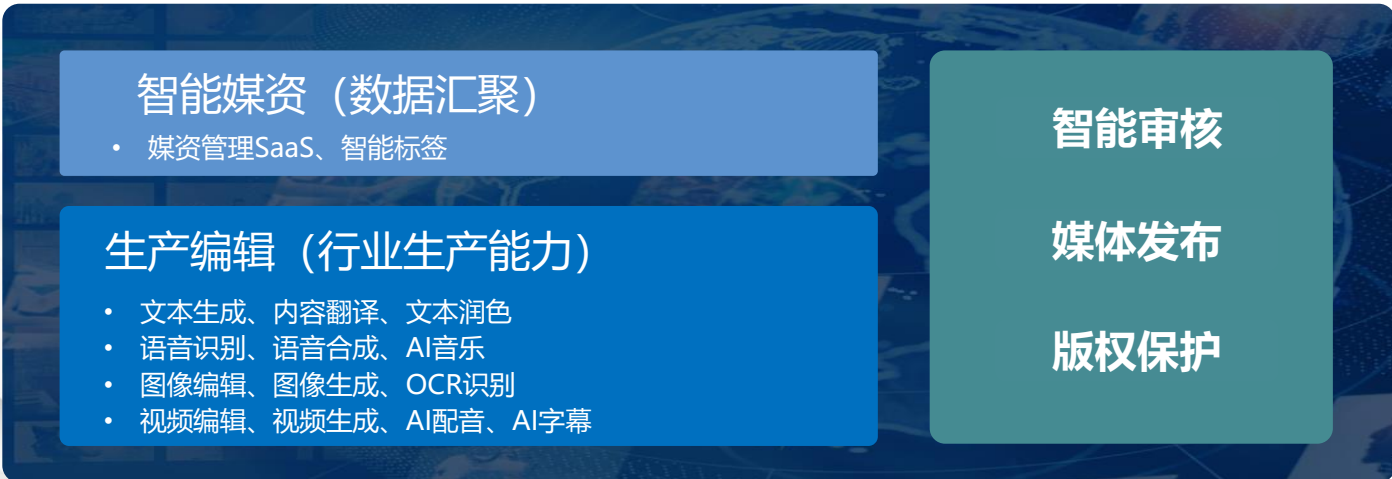 智能媒资（数据汇聚）
• 媒资管理SaaS、智能标签
生产编辑（行业生产能力）
• 文本生成、内容翻译、文本润色
• 语音识别、语音合成、AI音乐
• 图像编辑、图像生成、OCR识别
• 视频编辑、视频生成、AI配音、AI字幕
智能审核
媒体发布
版权保护